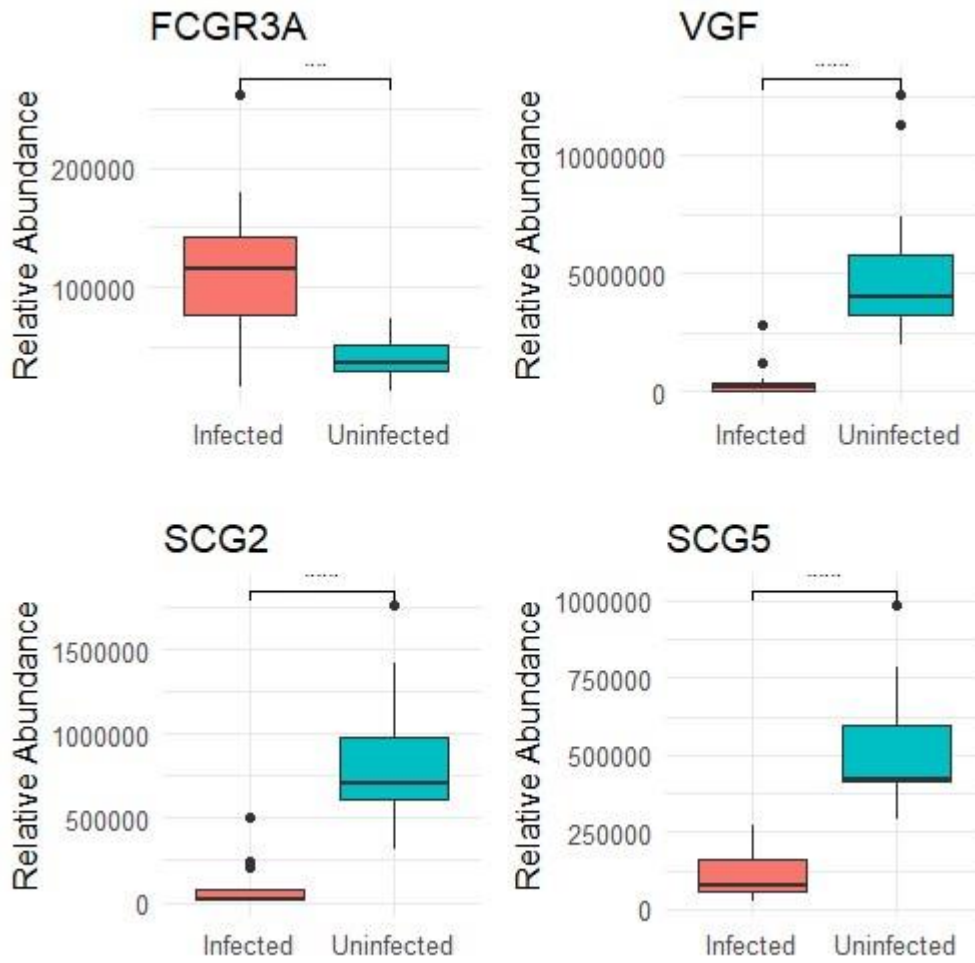 FCGR3A
Relative Abundance
200000
100000
Infected Uninfected
VGF
Relative Abundance
10000000
5000000
0
Infected Uninfected
SCG2
Relative Abundance
1500000
1000000
500000
0
Infected Uninfected
SCG5
Relative Abundance
1000000
750000
500000
250000
0
Infected Uninfected